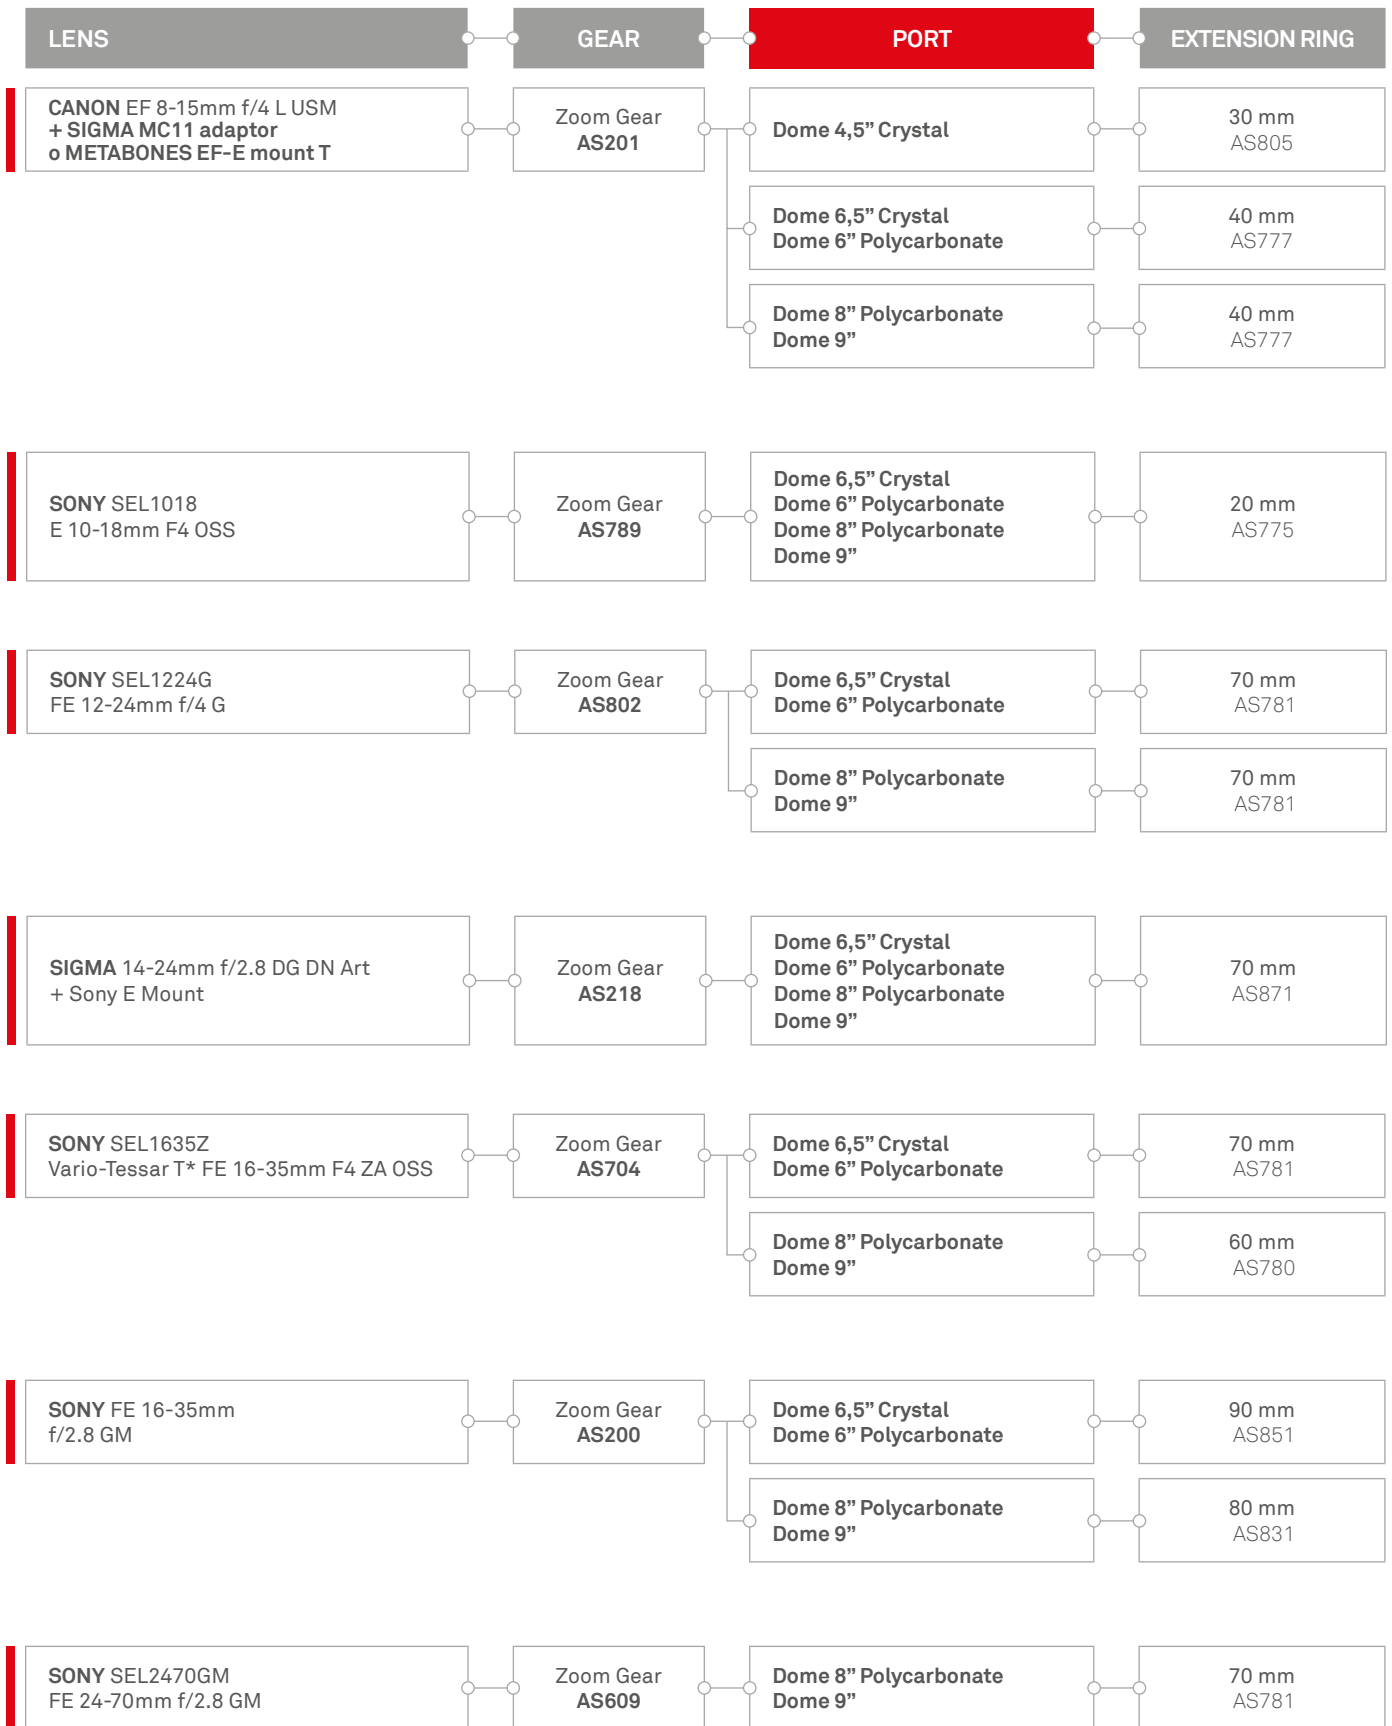 LENS
GEAR
PORT
EXTENSION RING
CANON EF 8-15mm f/4 L USM
+ SIGMA MC11 adaptor
o METABONES EF-E mount T
Zoom Gear
AS201
Dome 4,5” Crystal
30 mm
AS805
Dome 6,5” Crystal
Dome 6” Polycarbonate
40 mm
AS777
Dome 8” Polycarbonate
Dome 9”
40 mm
AS777
SONY SEL1018
E 10-18mm F4 OSS
Zoom Gear
AS789
Dome 6,5” Crystal
Dome 6” Polycarbonate
Dome 8” Polycarbonate
Dome 9”
20 mm
AS775
SONY SEL1224G
FE 12-24mm f/4 G
Zoom Gear
AS802
Dome 6,5” Crystal
Dome 6” Polycarbonate
70 mm
AS781
Dome 8” Polycarbonate
Dome 9”
70 mm
AS781
SIGMA 14-24mm f/2.8 DG DN Art
+ Sony E Mount
Zoom Gear
AS218
Dome 6,5” Crystal
Dome 6” Polycarbonate
Dome 8” Polycarbonate
Dome 9”
70 mm
AS871
SONY SEL1635Z
Vario-Tessar T* FE 16-35mm F4 ZA OSS
Zoom Gear
AS704
Dome 6,5” Crystal
Dome 6” Polycarbonate
70 mm
AS781
Dome 8” Polycarbonate
Dome 9”
60 mm
AS780
SONY FE 16-35mm
f/2.8 GM
Zoom Gear
AS200
Dome 6,5” Crystal
Dome 6” Polycarbonate
90 mm
AS851
Dome 8” Polycarbonate
Dome 9”
80 mm
AS831
SONY SEL2470GM
FE 24-70mm f/2.8 GM
Zoom Gear
AS609
Dome 8” Polycarbonate
Dome 9”
70 mm
AS781